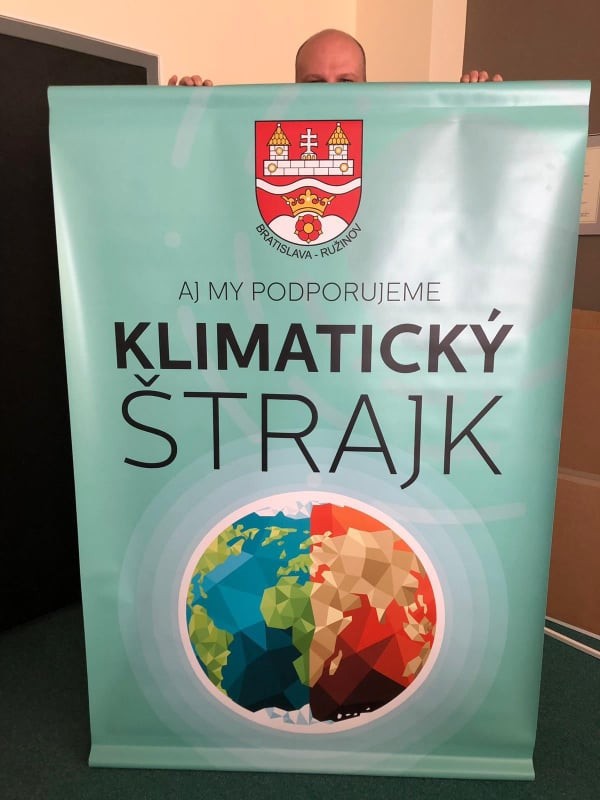 BRATISLAVA - RUŽINOV
AJ MY PODPORUJEME
KLIMATICKÝ
ŠTRAJK